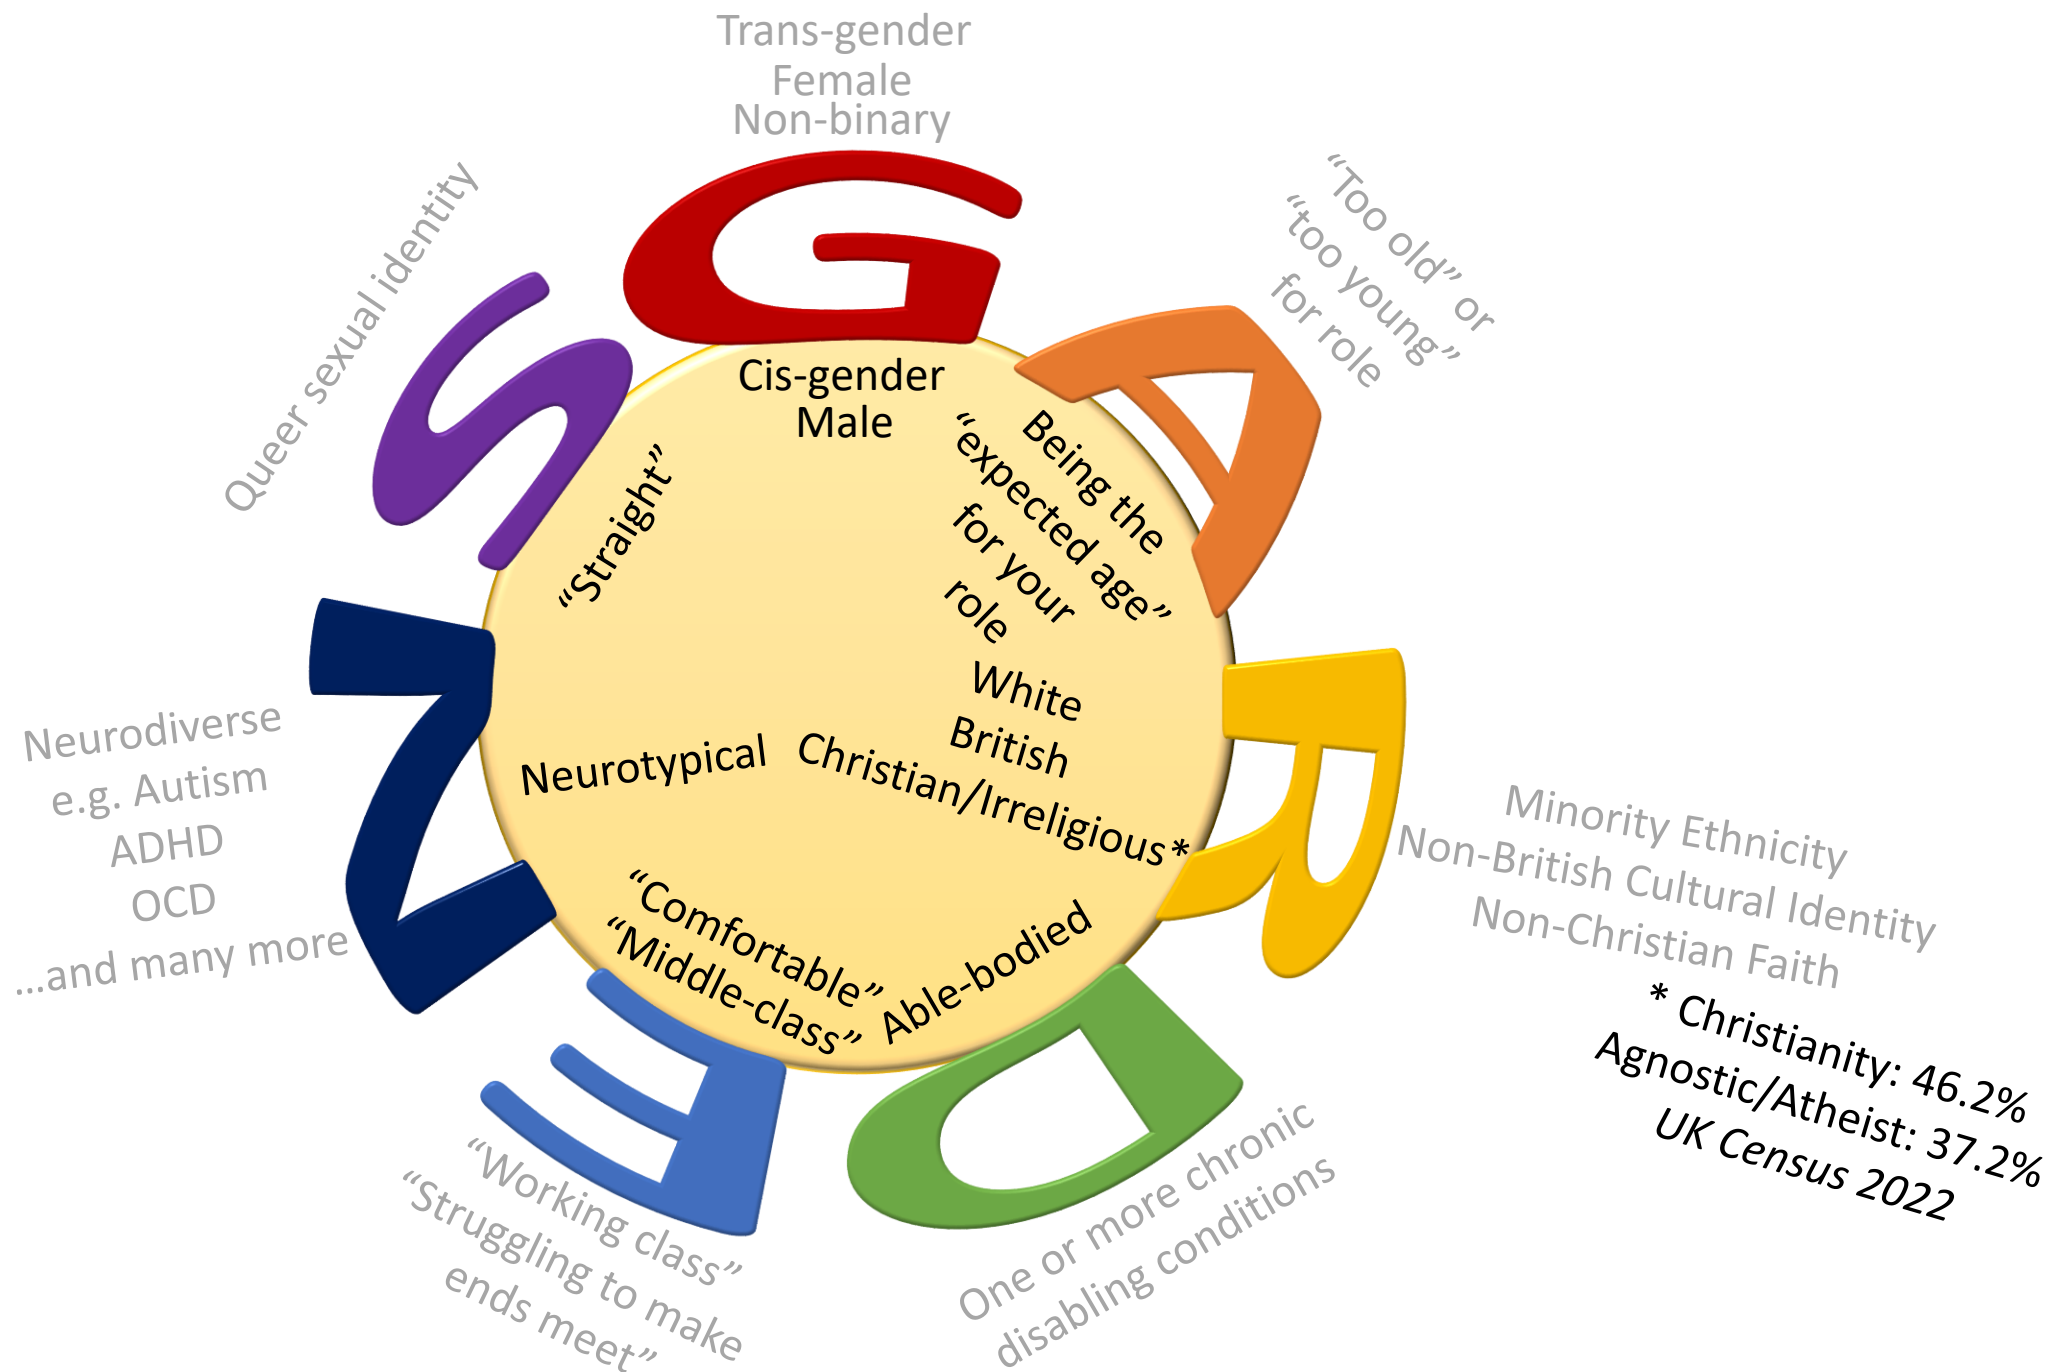 Trans-gender
Female
Non-binary
G
Cis-gender
Male
“Too old” or
“too young”
for role
A
Being the
“expected age”
for your
role
R
White
British
Christian/Irreligious*
Minority Ethnicity
Non-British Cultural Identity
Non-Christian Faith
* Christianity: 46.2%
Agnostic/Atheist: 37.2%
UK Census 2022
D
Able-bodied
One or more chronic
disabling conditions
E
“Comfortable”
“Middle-class”
“Working class”
“Struggling to make
ends meet”
N
Neurotypical
Neurodiverse
e.g. Autism
ADHD
OCD
...and many more
S
“Straight”
Queer sexual identity